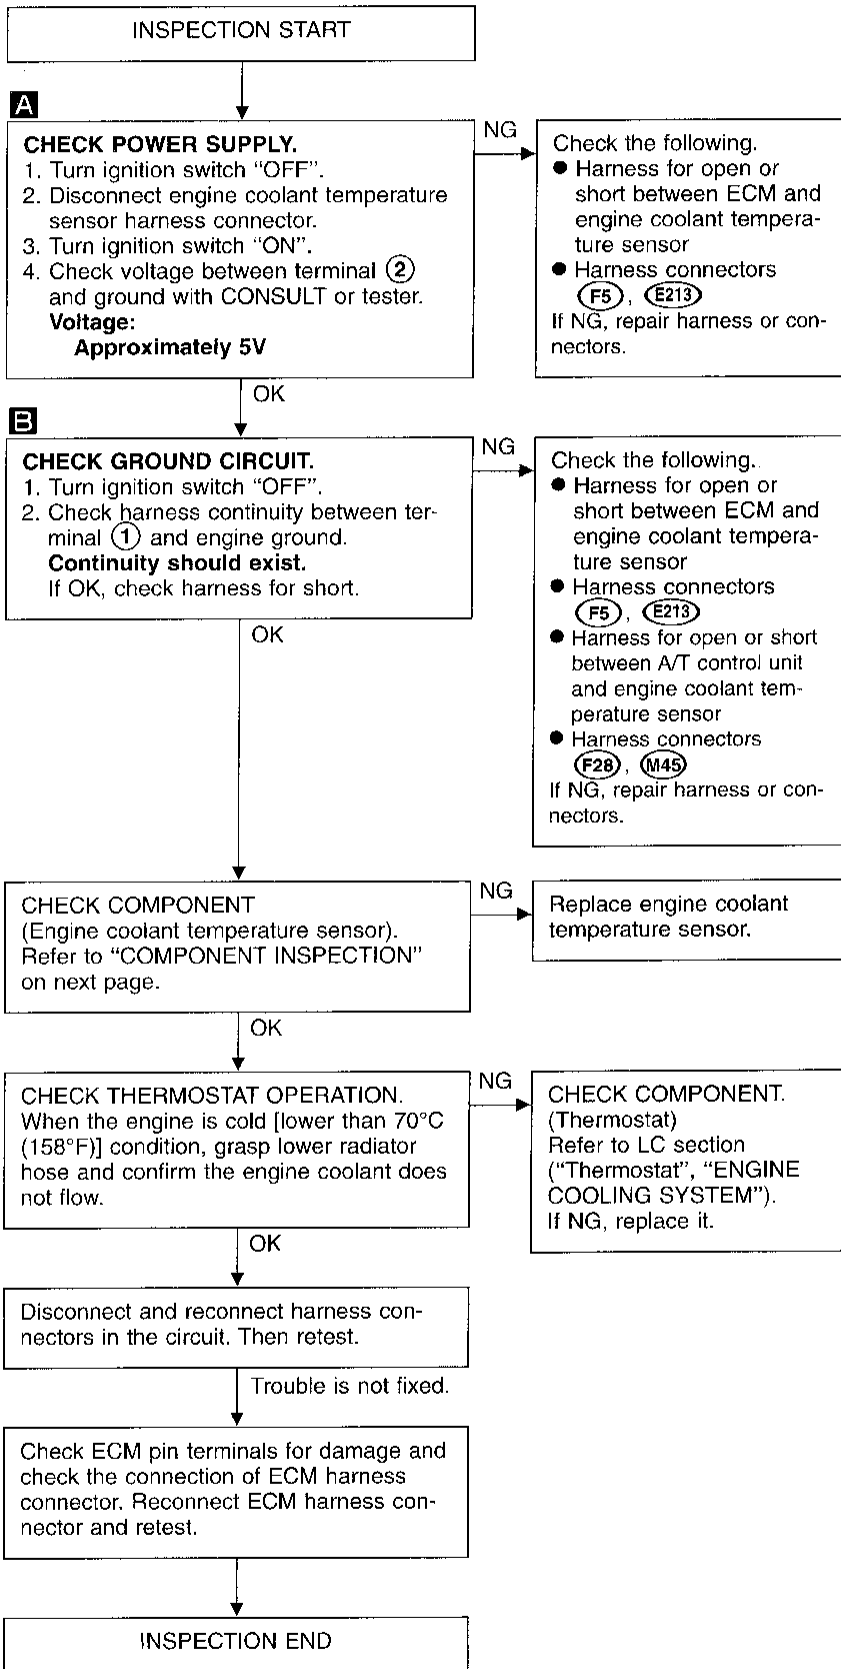 INSPECTION START
A
CHECK POWER SUPPLY.
1. Turn ignition switch “OFF”.
2. Disconnect engine coolant temperature
sensor harness connector.
3. Turn ignition switch “ON”.
4. Check voltage between terminal ②
and ground with CONSULT or tester.
Voltage:
Approximately 5V
NG
Check the following.
● Harness for open or
short between ECM and
engine coolant tempera-
ture sensor
● Harness connectors
F5, E213
If NG, repair harness or con-
nectors.
OK
B
CHECK GROUND CIRCUIT.
1. Turn ignition switch “OFF”.
2. Check harness continuity between ter-
minal ① and engine ground.
Continuity should exist.
If OK, check harness for short.
NG
Check the following.
● Harness for open or
short between ECM and
engine coolant tempera-
ture sensor
● Harness connectors
F5, E213
● Harness for open or short
between A/T control unit
and engine coolant tem-
perature sensor
● Harness connectors
F28, M45
If NG, repair harness or con-
nectors.
OK
CHECK COMPONENT
(Engine coolant temperature sensor).
Refer to “COMPONENT INSPECTION”
on next page.
NG
Replace engine coolant
temperature sensor.
OK
CHECK THERMOSTAT OPERATION.
When the engine is cold [lower than 70°C
(158°F)] condition, grasp lower radiator
hose and confirm the engine coolant does
not flow.
NG
CHECK COMPONENT.
(Thermostat)
Refer to LC section
(“Thermostat”, “ENGINE
COOLING SYSTEM”).
If NG, replace it.
OK
Disconnect and reconnect harness con-
nectors in the circuit. Then retest.
Trouble is not fixed.
Check ECM pin terminals for damage and
check the connection of ECM harness
connector. Reconnect ECM harness con-
nector and retest.
INSPECTION END